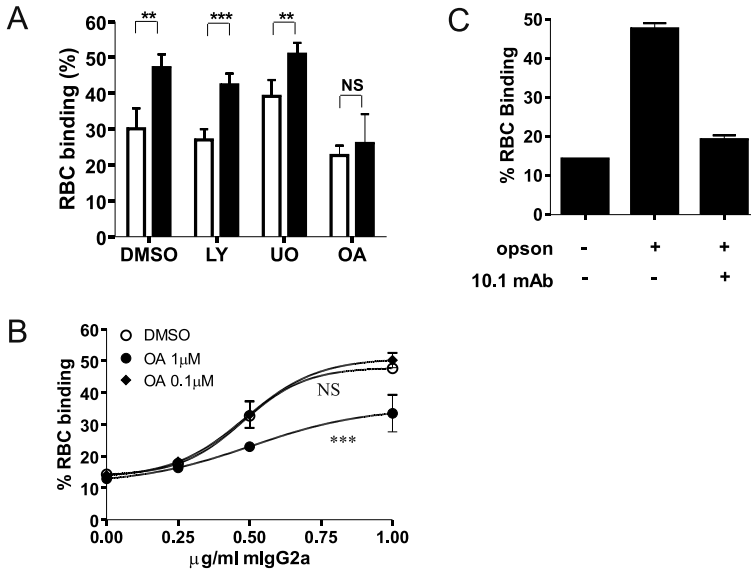 A
** *** ** NS
RBC binding (%)
60
50
40
30
20
10
0
DMSO LY UO OA
C
% RBC Binding
50
40
30
20
10
0
opson - + +
10.1 mAb - - +
B
DMSO
OA 1μM
OA 0.1μM
% RBC binding
60
50
40
30
20
10
0
NS
***
0.00 0.25 0.50 0.75 1.00
μg/ml mIgG2a